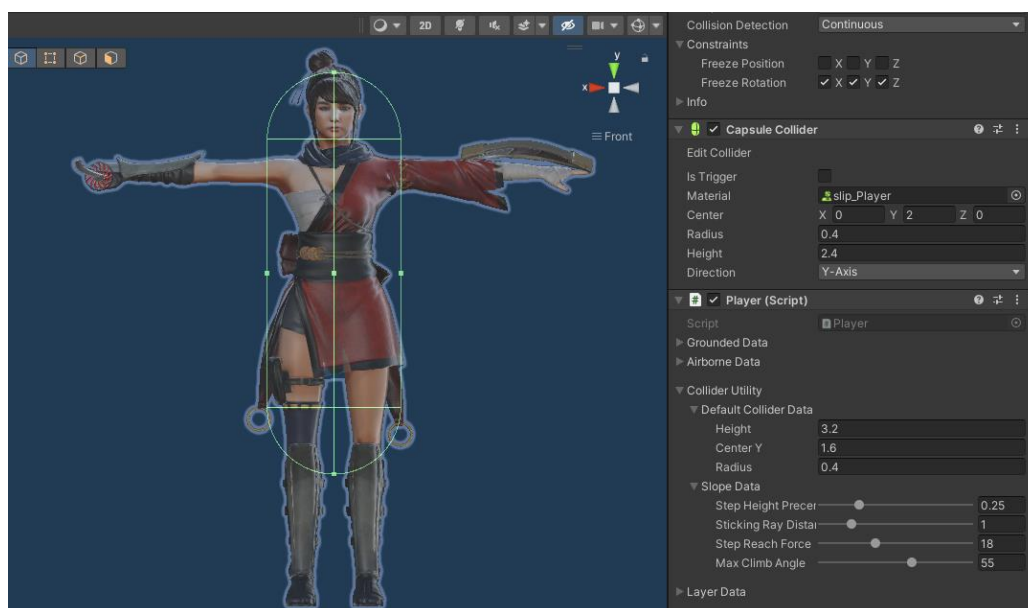 2D
y
x
Front
Collision Detection Continuous
Constraints
Freeze Position X Y Z
Freeze Rotation X Y Z
Info
Capsule Collider
Edit Collider
Is Trigger
Material slip_Player
Center X 0 Y 2 Z 0
Radius 0.4
Height 2.4
Direction Y-Axis
Player (Script)
Script Player
Grounded Data
Airborne Data
Collider Utility
Default Collider Data
Height 3.2
Center Y 1.6
Radius 0.4
Slope Data
Step Height Precer 0.25
Sticking Ray Distar 1
Step Reach Force 18
Max Climb Angle 55
Layer Data